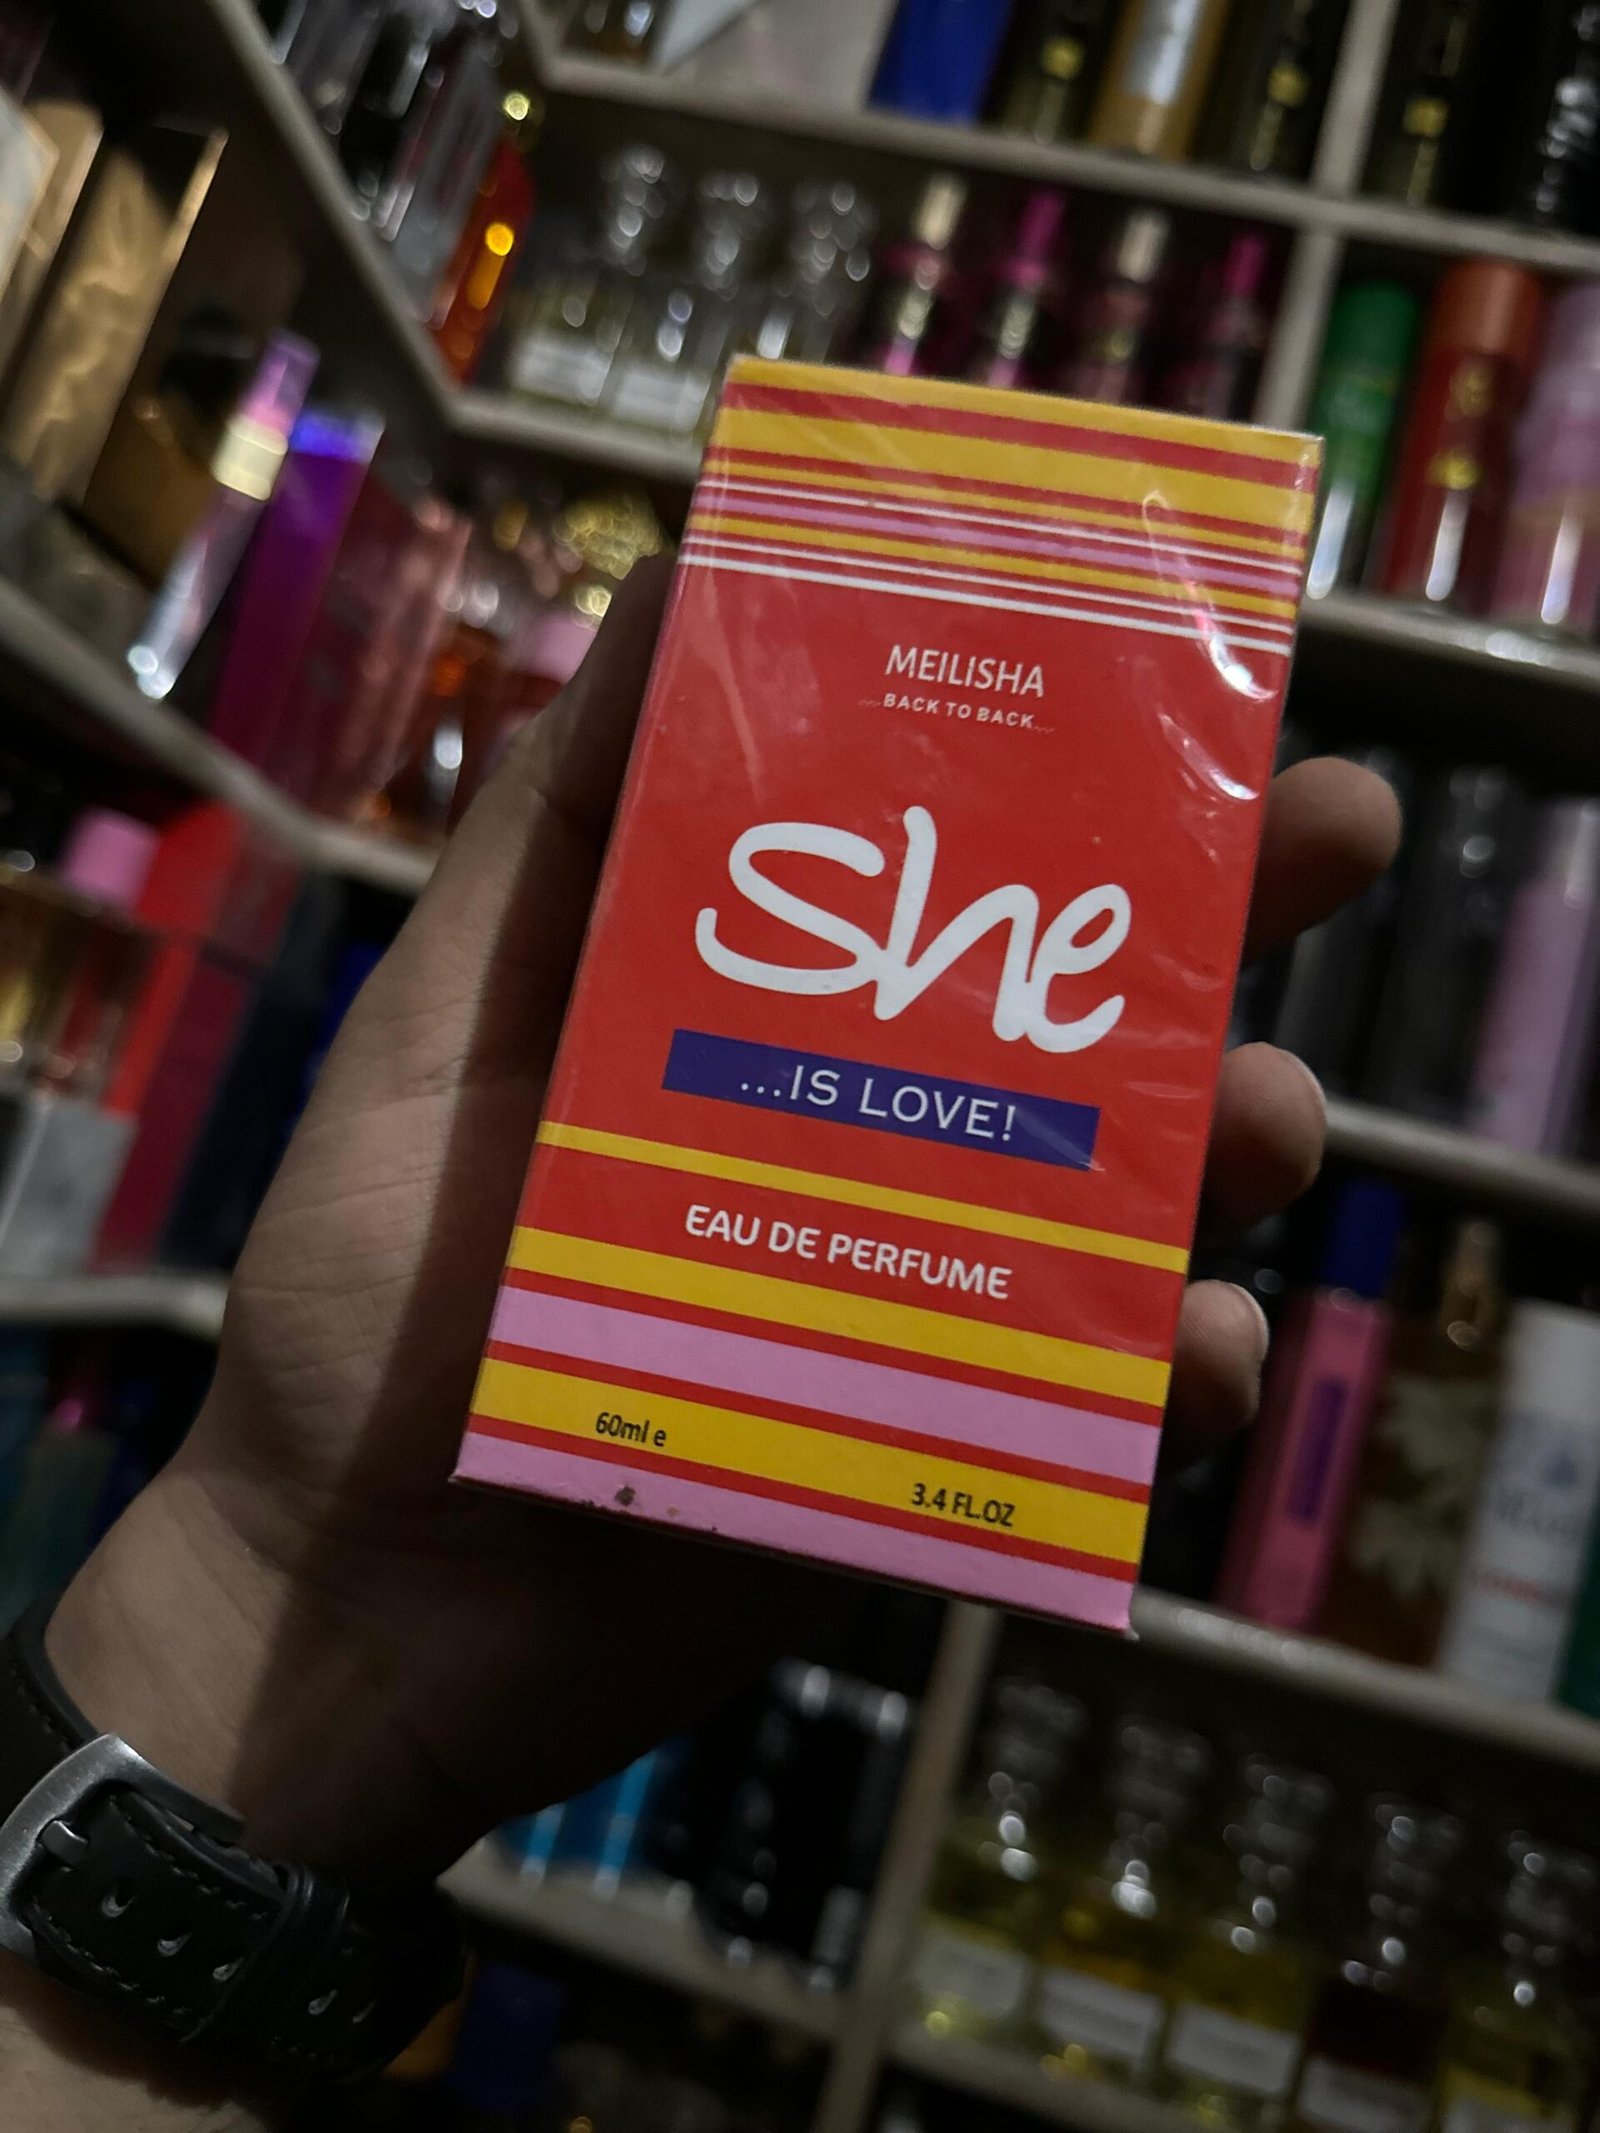 MEILISHA
...BACK TO BACK...
She
...IS LOVE!
EAU DE PERFUME
60ml e
3.4 FL.OZ